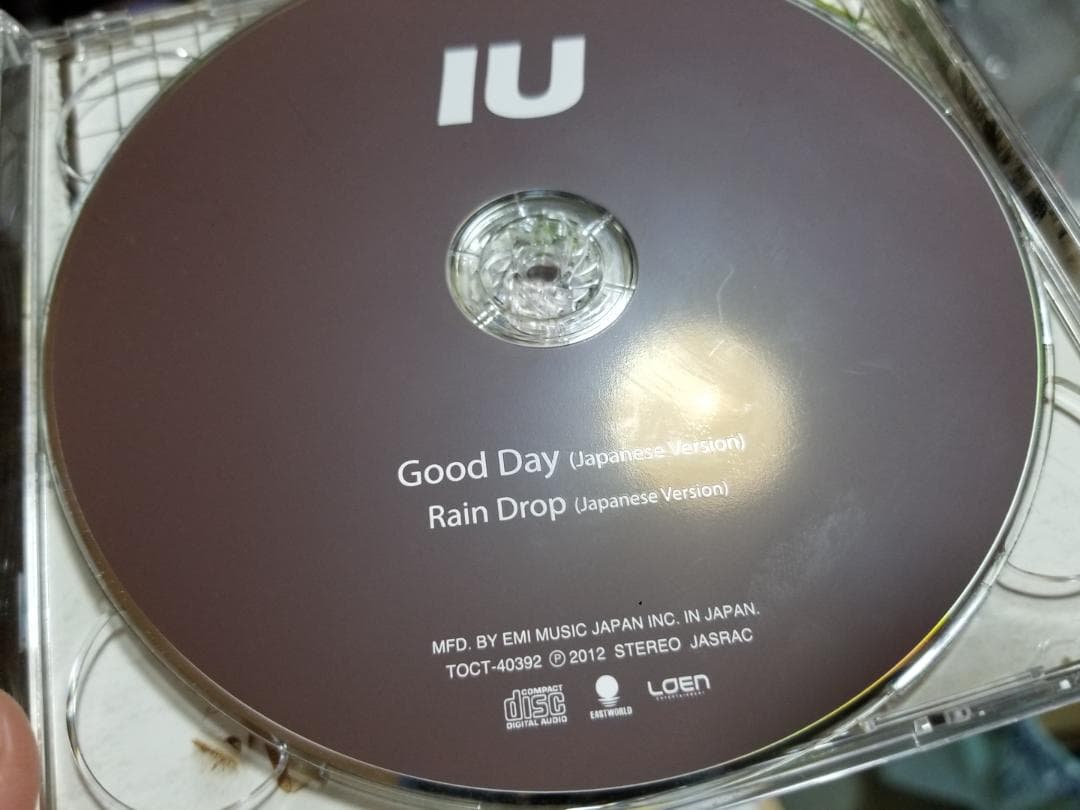 IU
Good Day (Japanese Version)
Rain Drop (Japanese Version)
MFD. BY EMI MUSIC JAPAN INC. IN JAPAN.
TOCT-40392 Ⓟ 2012 STEREO JASRAC
COMPACT
disc
DIGITAL AUDIO
EASTWORLD
LOEN
entertainment